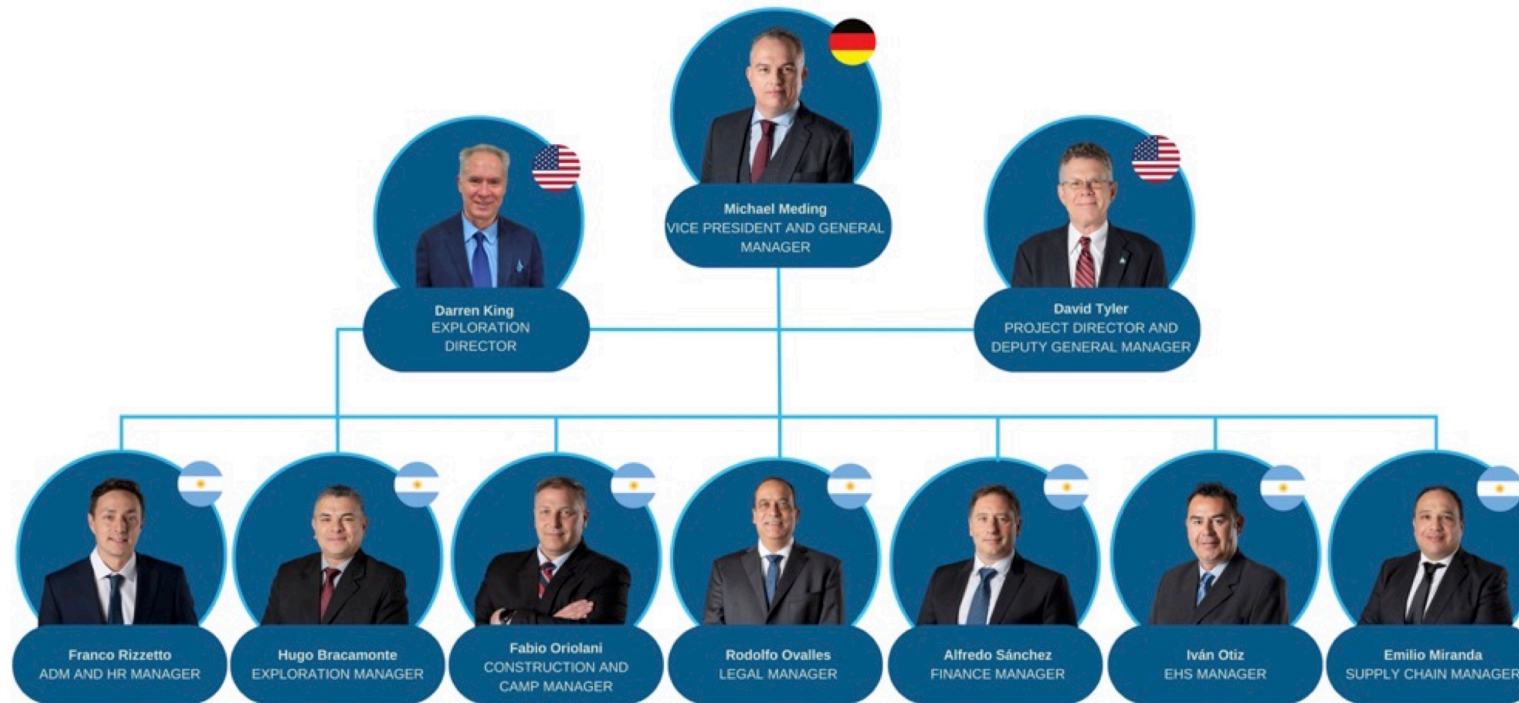 Michael Meding
VICE PRESIDENT AND GENERAL
MANAGER
Darren King
EXPLORATION
DIRECTOR
David Tyler
PROJECT DIRECTOR AND
DEPUTY GENERAL MANAGER
Franco Rizzetto
ADM AND HR MANAGER
Hugo Bracamonte
EXPLORATION MANAGER
Fabio Oriolani
CONSTRUCTION AND
CAMP MANAGER
Rodolfo Ovalles
LEGAL MANAGER
Alfredo Sánchez
FINANCE MANAGER
Iván Otiz
EHS MANAGER
Emilio Miranda
SUPPLY CHAIN MANAGER